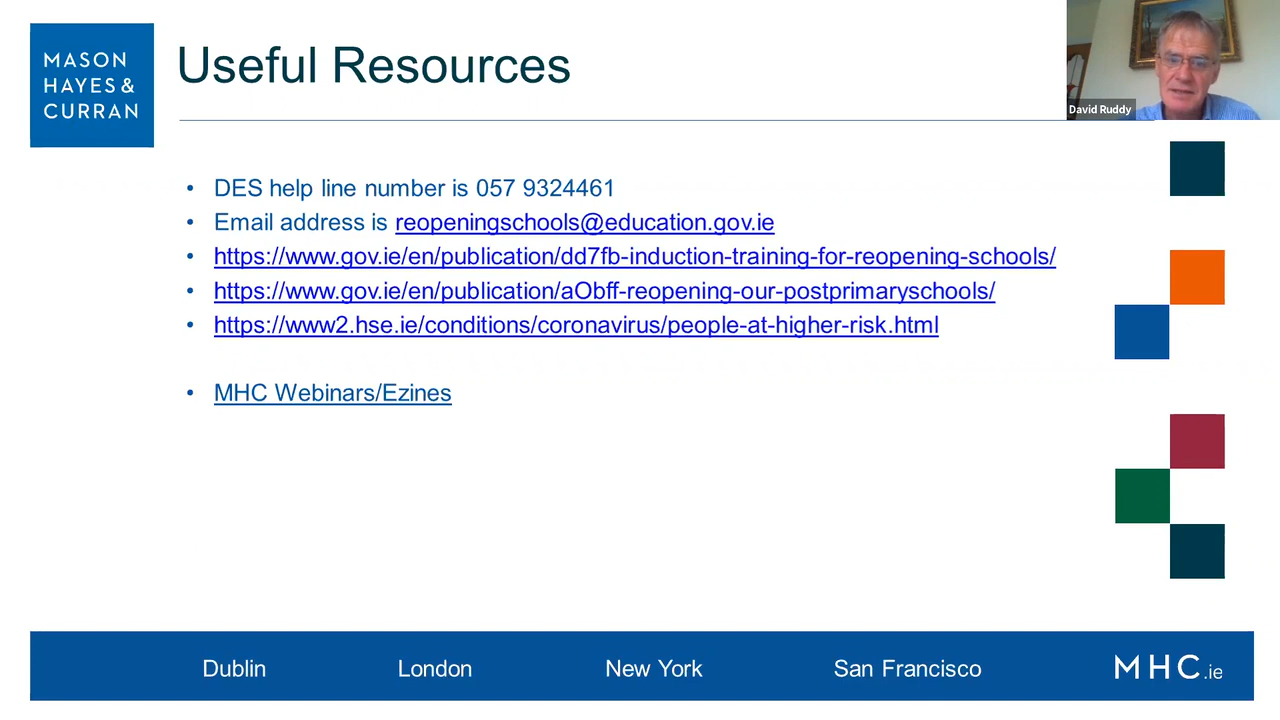 MASON
HAYES &
CURRAN
Useful Resources
David Ruddy
• DES help line number is 057 9324461
• Email address is reopeningschools@education.gov.ie
• https://www.gov.ie/en/publication/dd7fb-induction-training-for-reopening-schools/
• https://www.gov.ie/en/publication/aObff-reopening-our-postprimaryschools/
• https://www2.hse.ie/conditions/coronavirus/people-at-higher-risk.html
• MHC Webinars/Ezines
Dublin London New York San Francisco MHC.ie